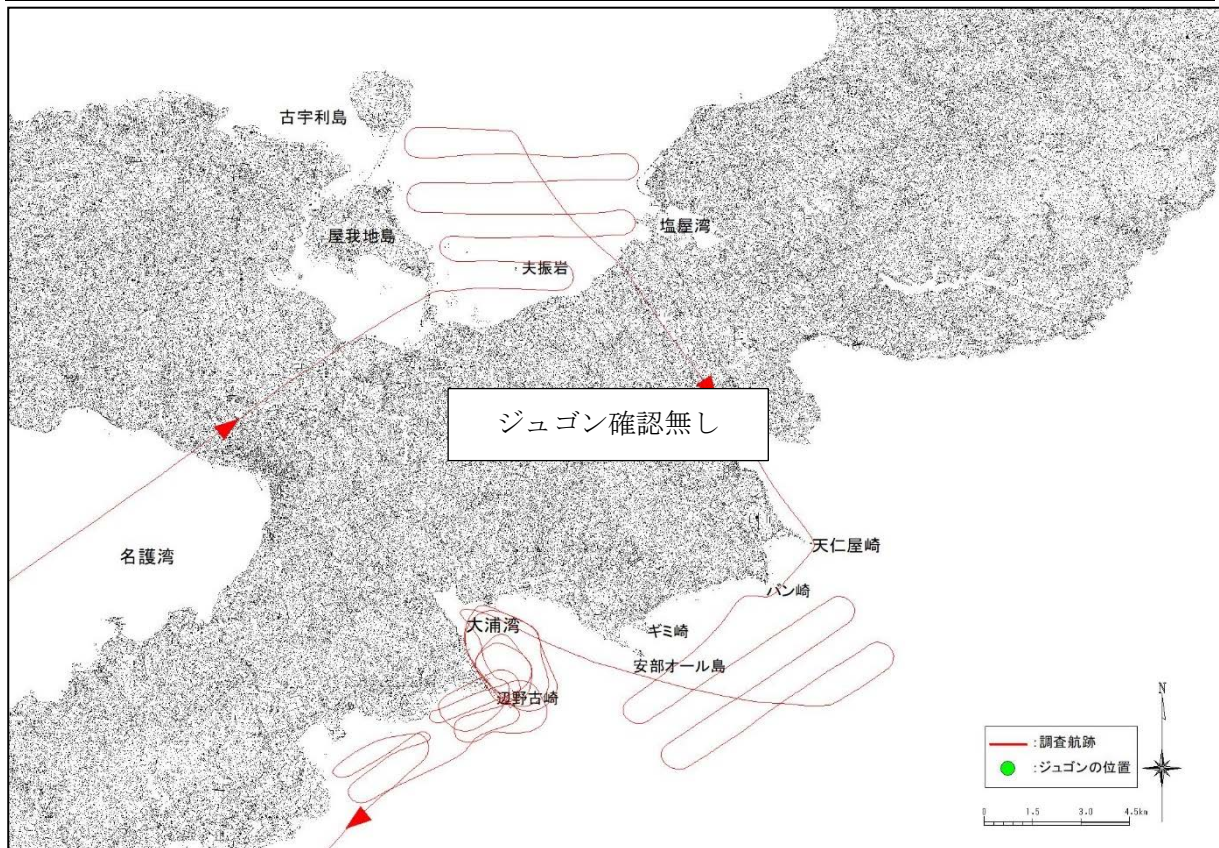 古宇利島
屋我地島
塩屋湾
夫振岩
ジュゴン確認無し
名護湾
天仁屋崎
バン崎
大浦湾
ギミ崎
安部オール島
辺野古崎
N
:調査航跡
:ジュゴンの位置
0 1.5 3.0 4.5km